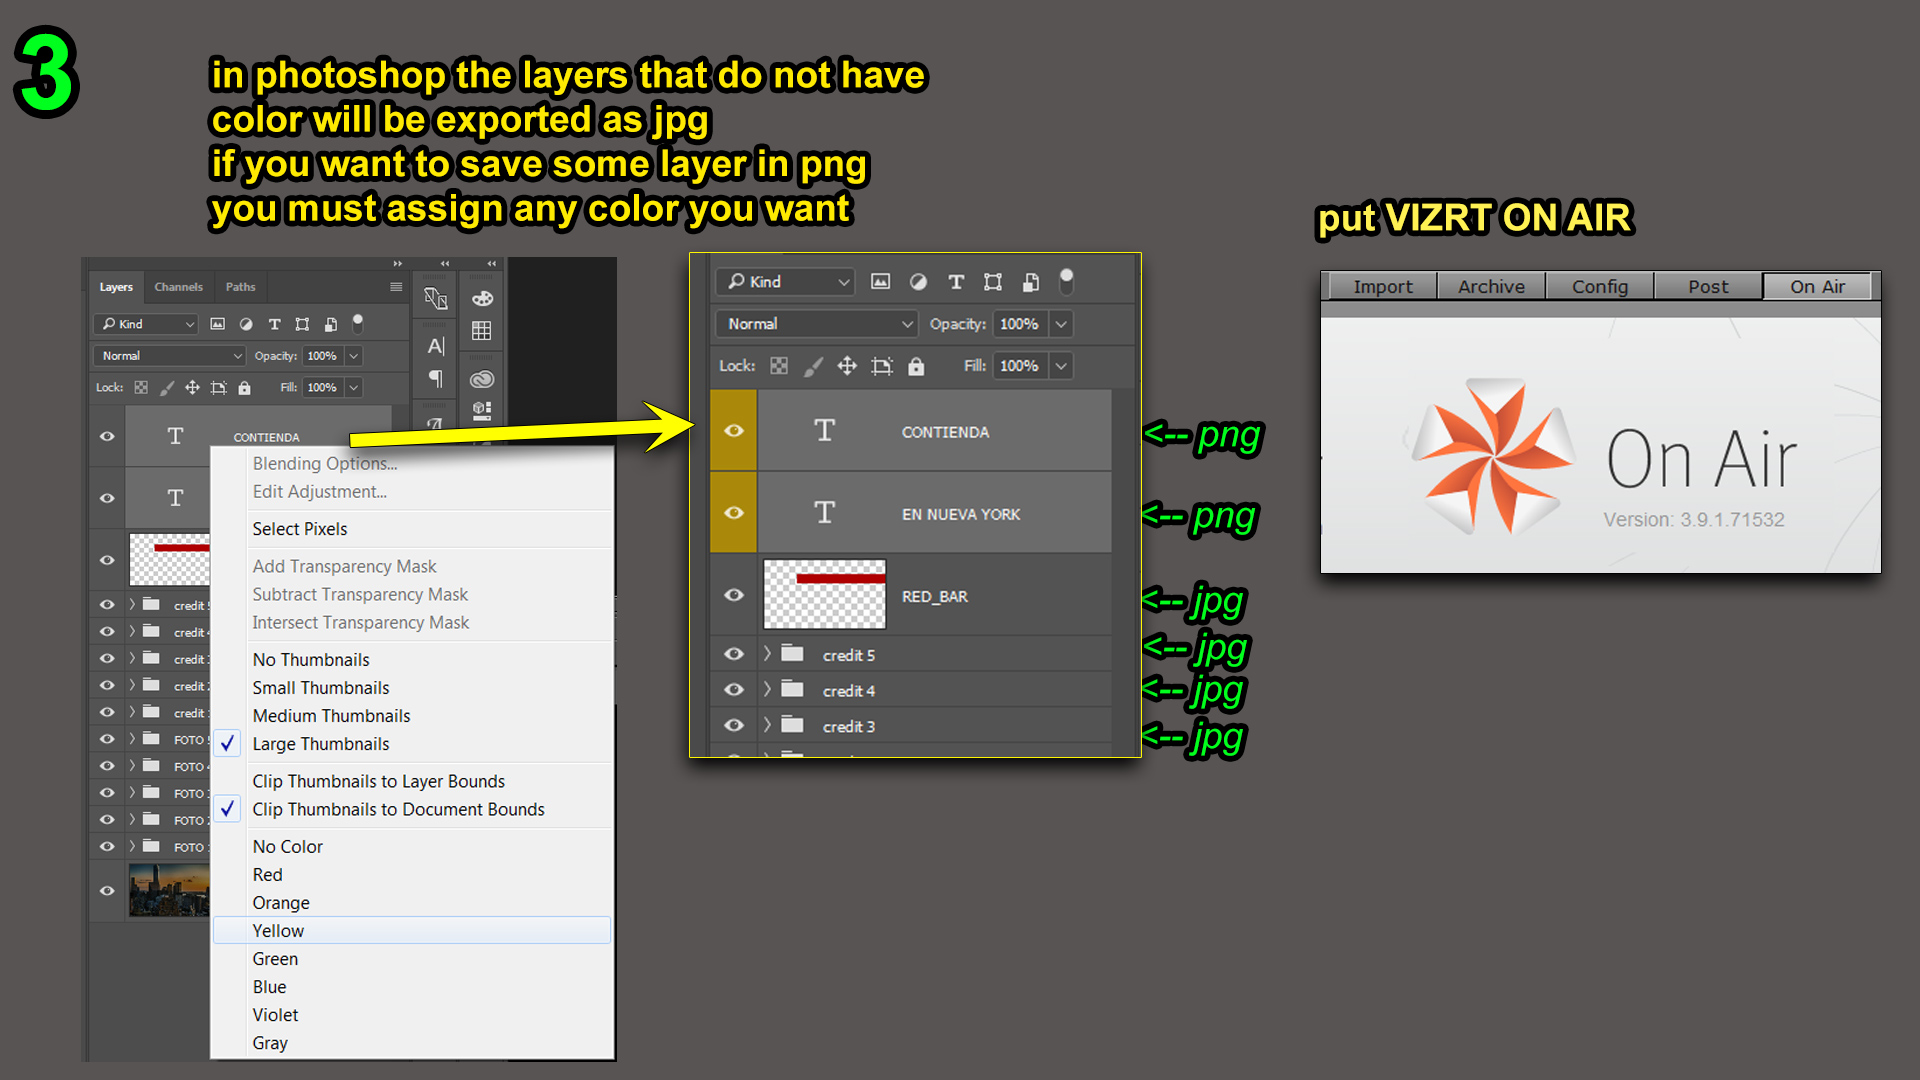 3
in photoshop the layers that do not have
color will be exported as jpg
if you want to save some layer in png
you must assign any color you want
put VIZRT ON AIR
Layers Channels Paths
Kind
Normal Opacity: 100%
Lock: Fill: 100%
CONTIENDA
credit
credit
credit
credit
credit
FOTO
FOTO
FOTO
FOTO
FOTO
Blending Options...
Edit Adjustment...
Select Pixels
Add Transparency Mask
Subtract Transparency Mask
Intersect Transparency Mask
No Thumbnails
Small Thumbnails
Medium Thumbnails
Large Thumbnails
Clip Thumbnails to Layer Bounds
Clip Thumbnails to Document Bounds
No Color
Red
Orange
Yellow
Green
Blue
Violet
Gray
Kind
Normal Opacity: 100%
Lock: Fill: 100%
CONTIENDA <-- png
EN NUEVA YORK <-- png
RED_BAR <-- jpg
credit 5 <-- jpg
credit 4 <-- jpg
credit 3 <-- jpg
Import Archive Config Post On Air
On Air
Version: 3.9.1.71532